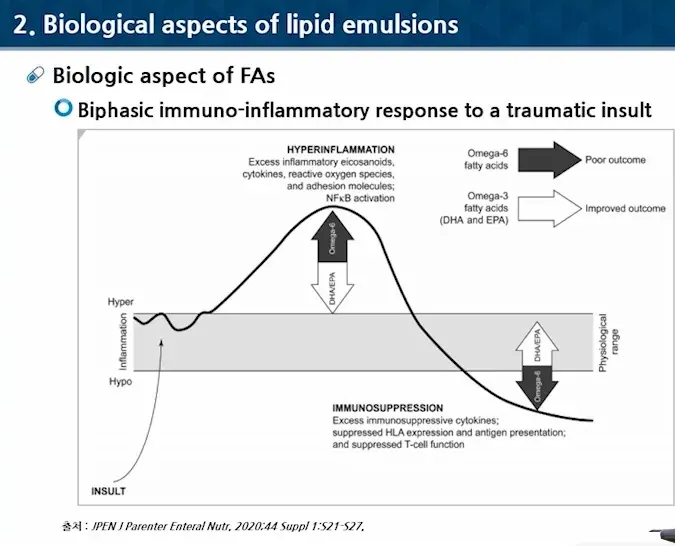 2. Biological aspects of lipid emulsions
Biologic aspect of FAs
Biphasic immuno-inflammatory response to a traumatic insult
HYPERINFLAMMATION
Excess inflammatory eicosanoids,
cytokines, reactive oxygen species,
and adhesion molecules;
NFκB activation
Omega-6
fatty acids
Poor outcome
Omega-3
fatty acids
(DHA and EPA)
Improved outcome
Omega-6
DHA/EPA
Hyper
Inflammation
Hypo
Physiological
range
DHA/EPA
Omega-6
IMMUNOSUPPRESSION
Excess immunosuppressive cytokines;
suppressed HLA expression and antigen presentation;
and suppressed T-cell function
INSULT
출처 : JPEN J Parenter Enteral Nutr. 2020;44 Suppl 1:S21-S27.